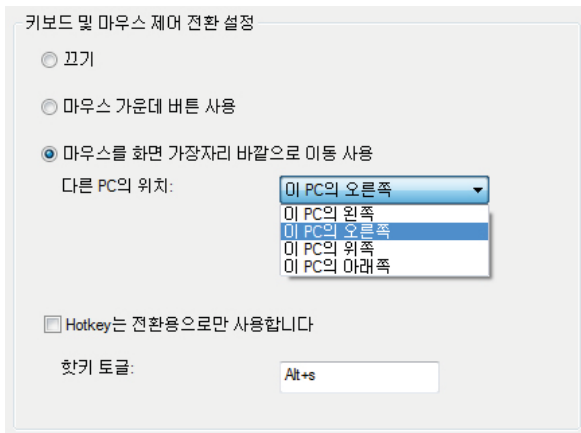 키보드 및 마우스 제어 전환 설정
끄기
마우스 가운데 버튼 사용
마우스를 화면 가장자리 바깥으로 이동 사용
다른 PC의 위치:
이 PC의 오른쪽
이 PC의 왼쪽
이 PC의 오른쪽
이 PC의 위쪽
이 PC의 아래쪽
Hotkey는 전환용으로만 사용합니다
핫키 토글:
Alt+s